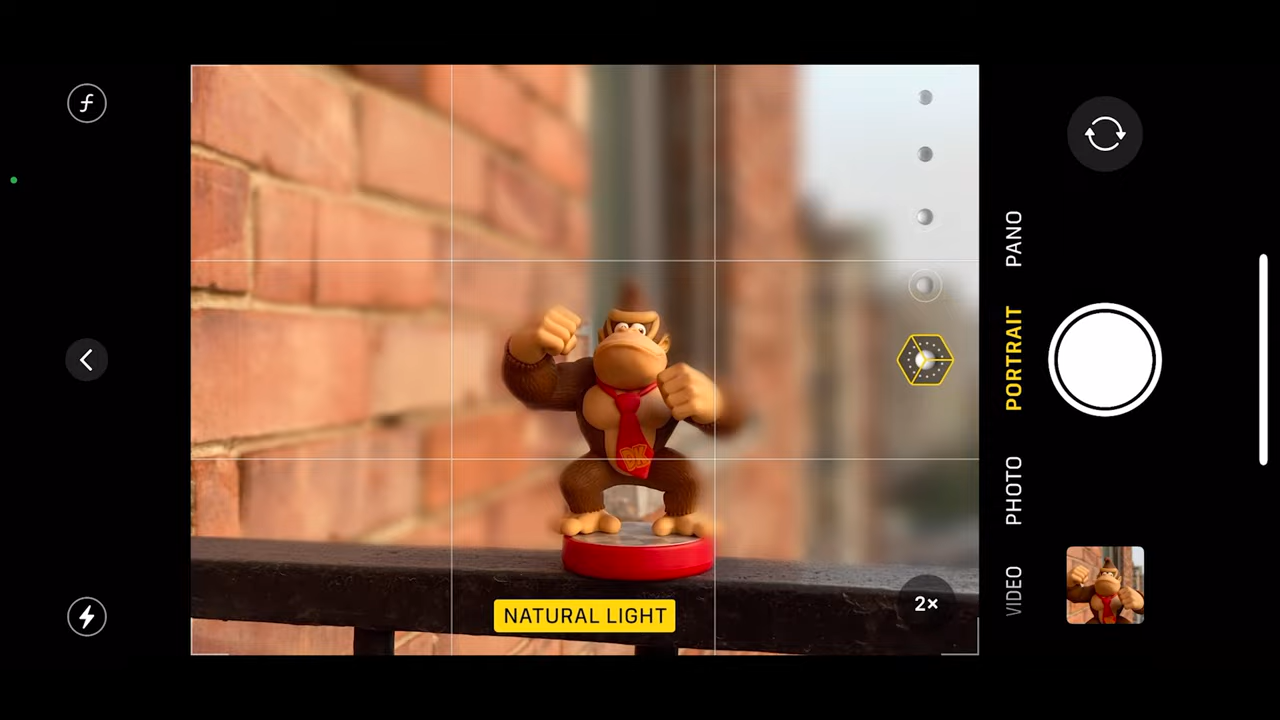 f
DK
NATURAL LIGHT
2×
PANO
PORTRAIT
PHOTO
VIDEO